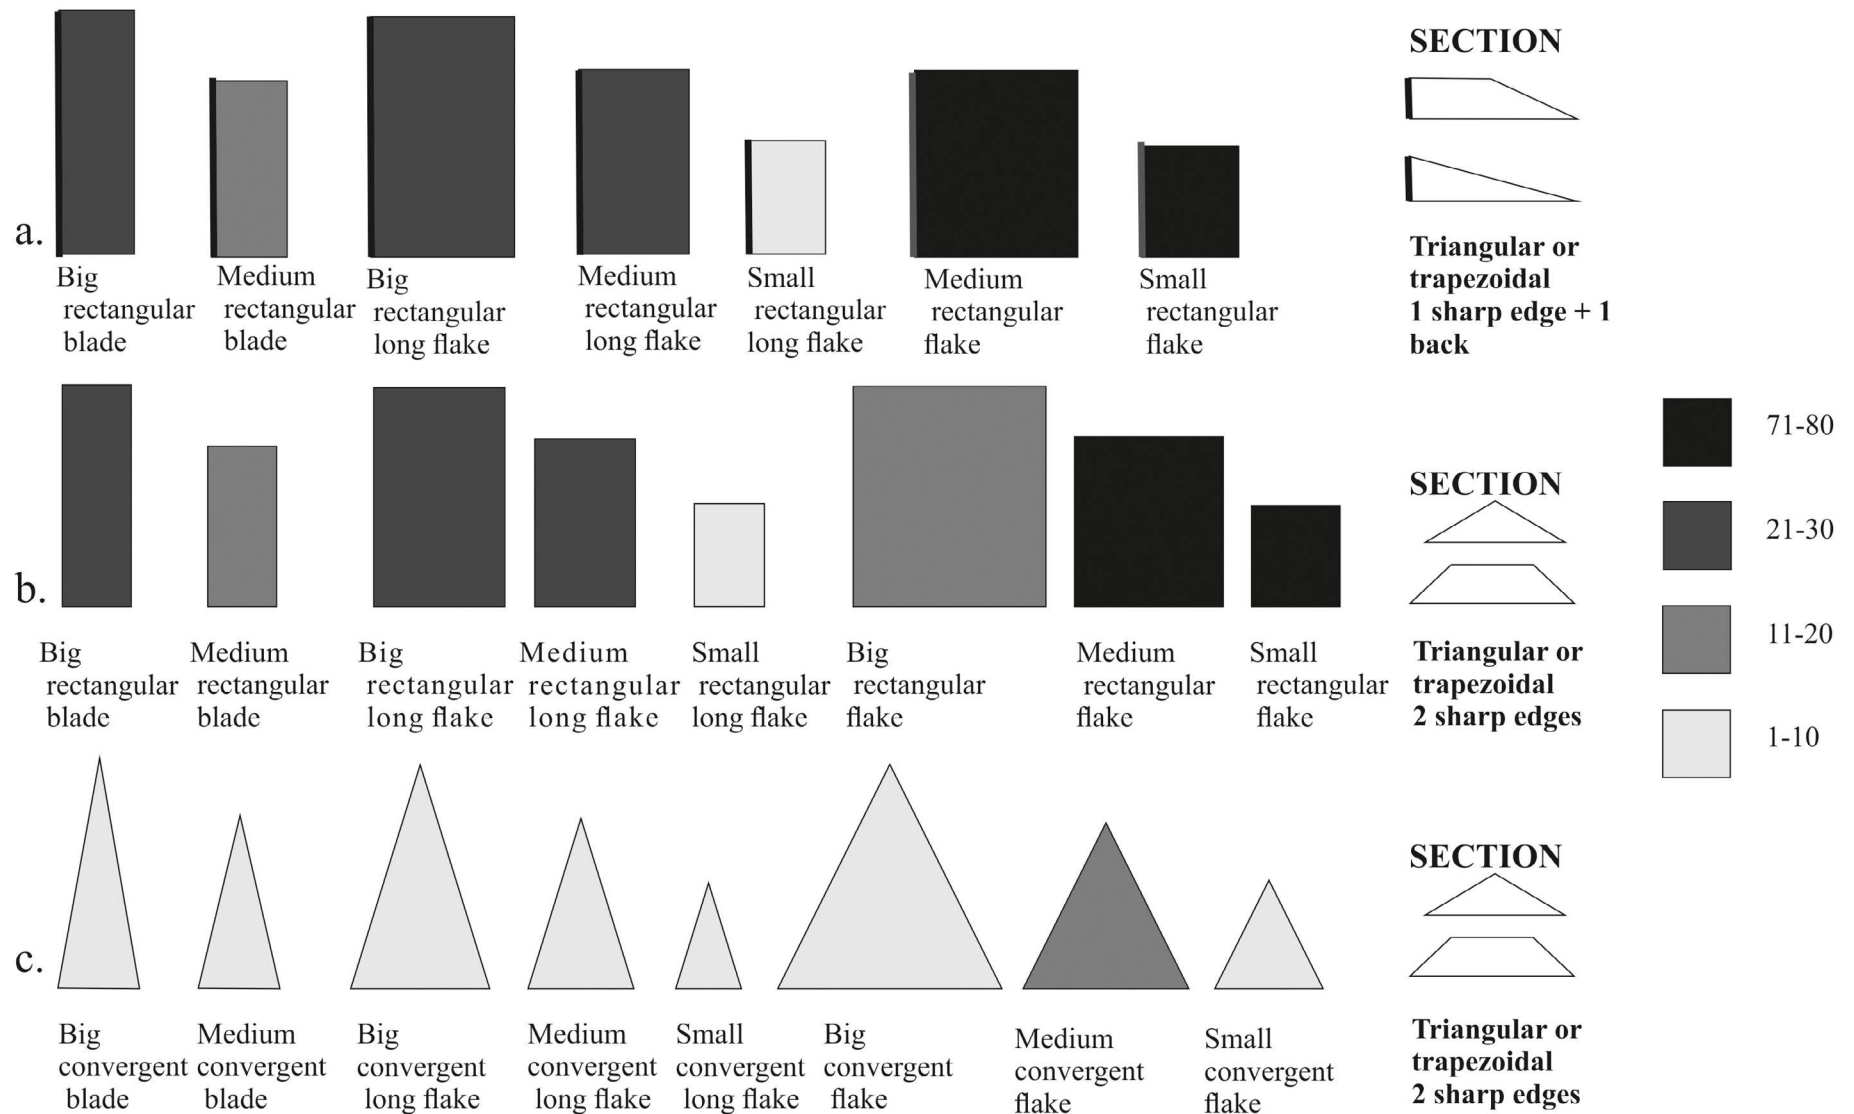 SECTION
a.
Big
rectangular
blade
Medium
rectangular
blade
Big
rectangular
long flake
Medium
rectangular
long flake
Small
rectangular
long flake
Medium
rectangular
flake
Small
rectangular
flake
Triangular or
trapezoidal
1 sharp edge + 1
back
71-80
21-30
11-20
1-10
b.
SECTION
Big
rectangular
blade
Medium
rectangular
blade
Big
rectangular
long flake
Medium
rectangular
long flake
Small
rectangular
long flake
Big
rectangular
flake
Medium
rectangular
flake
Small
rectangular
flake
Triangular or
trapezoidal
2 sharp edges
c.
SECTION
Big
convergent
blade
Medium
convergent
blade
Big
convergent
long flake
Medium
convergent
long flake
Small
convergent
long flake
Big
convergent
flake
Medium
convergent
flake
Small
convergent
flake
Triangular or
trapezoidal
2 sharp edges